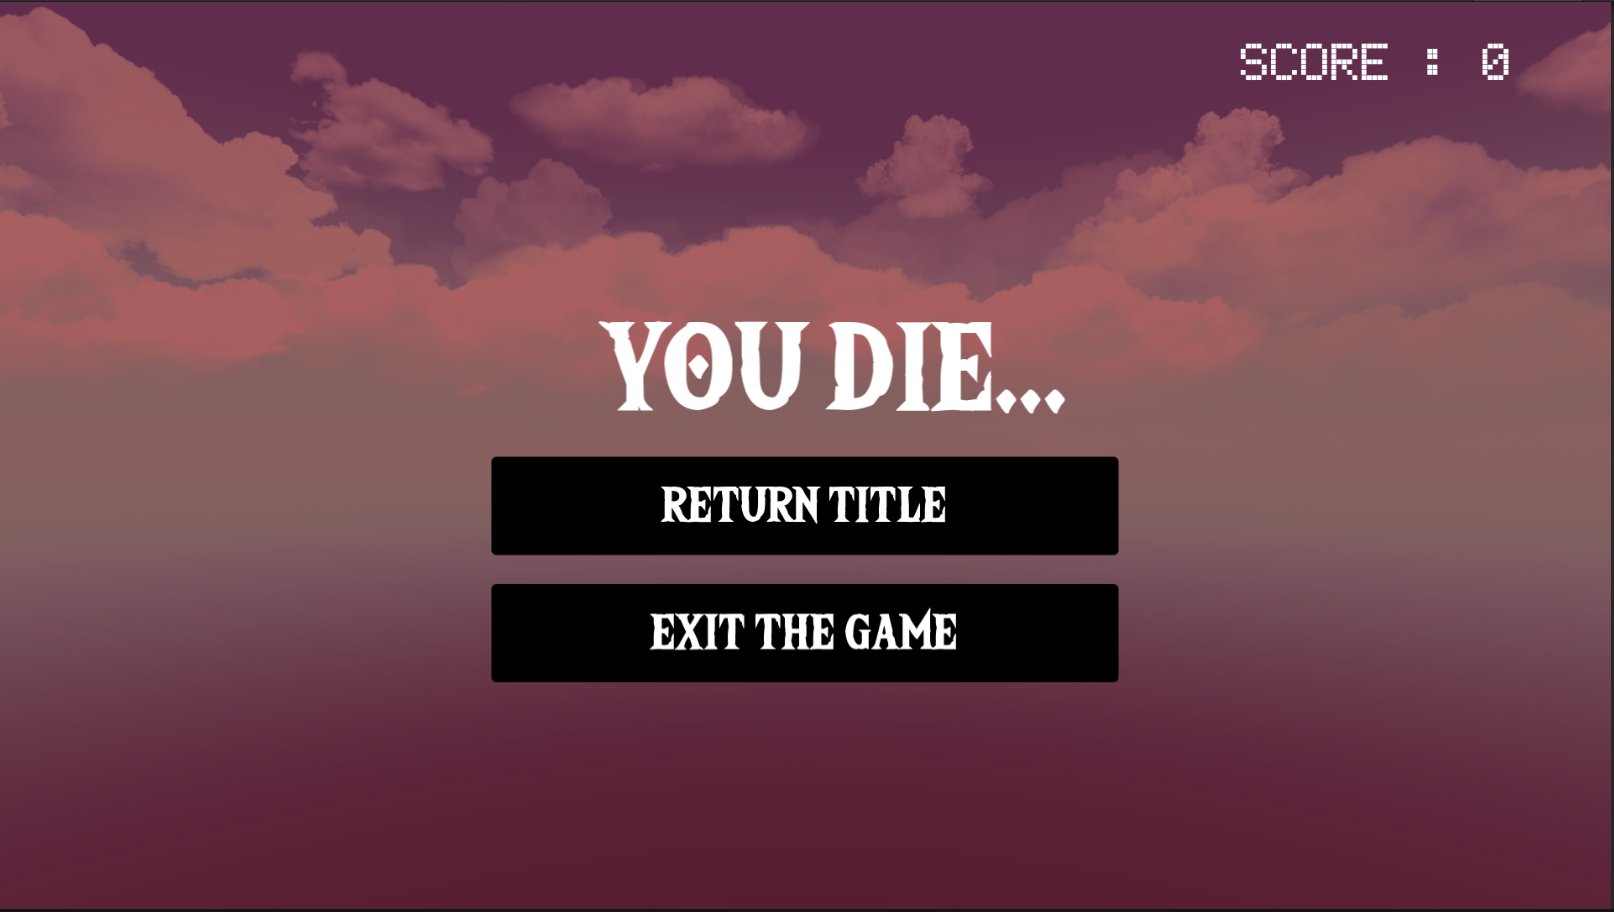 SCORE : 0
YOU DIE...
RETURN TITLE
EXIT THE GAME